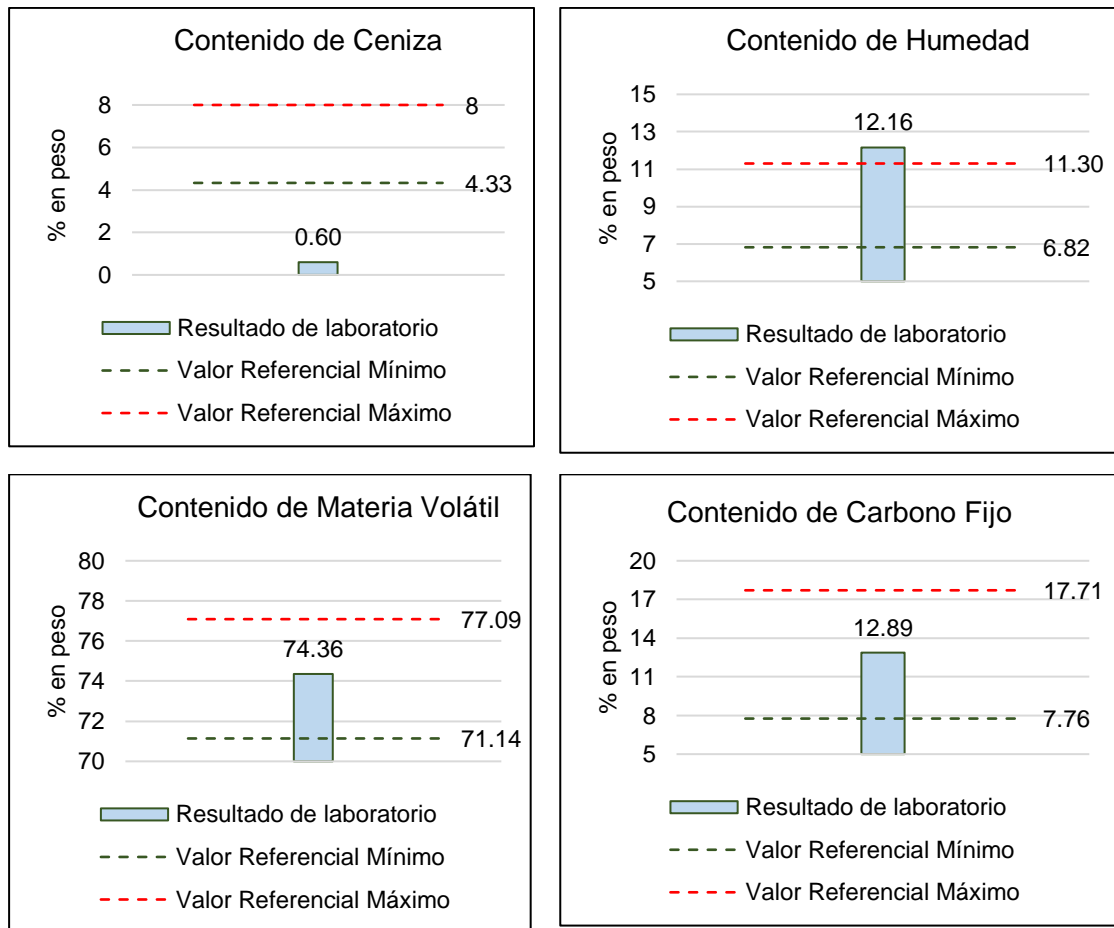 Contenido de Ceniza
% en peso
8
6
4
2
0
8
4.33
0.60
Resultado de laboratorio
Valor Referencial Mínimo
Valor Referencial Máximo
Contenido de Humedad
% en peso
15
13
11
9
7
5
12.16
11.30
6.82
Resultado de laboratorio
Valor Referencial Mínimo
Valor Referencial Máximo
Contenido de Materia Volátil
% en peso
80
78
76
74
72
70
77.09
74.36
71.14
Resultado de laboratorio
Valor Referencial Mínimo
Valor Referencial Máximo
Contenido de Carbono Fijo
% en peso
20
17
14
11
8
5
17.71
12.89
7.76
Resultado de laboratorio
Valor Referencial Mínimo
Valor Referencial Máximo